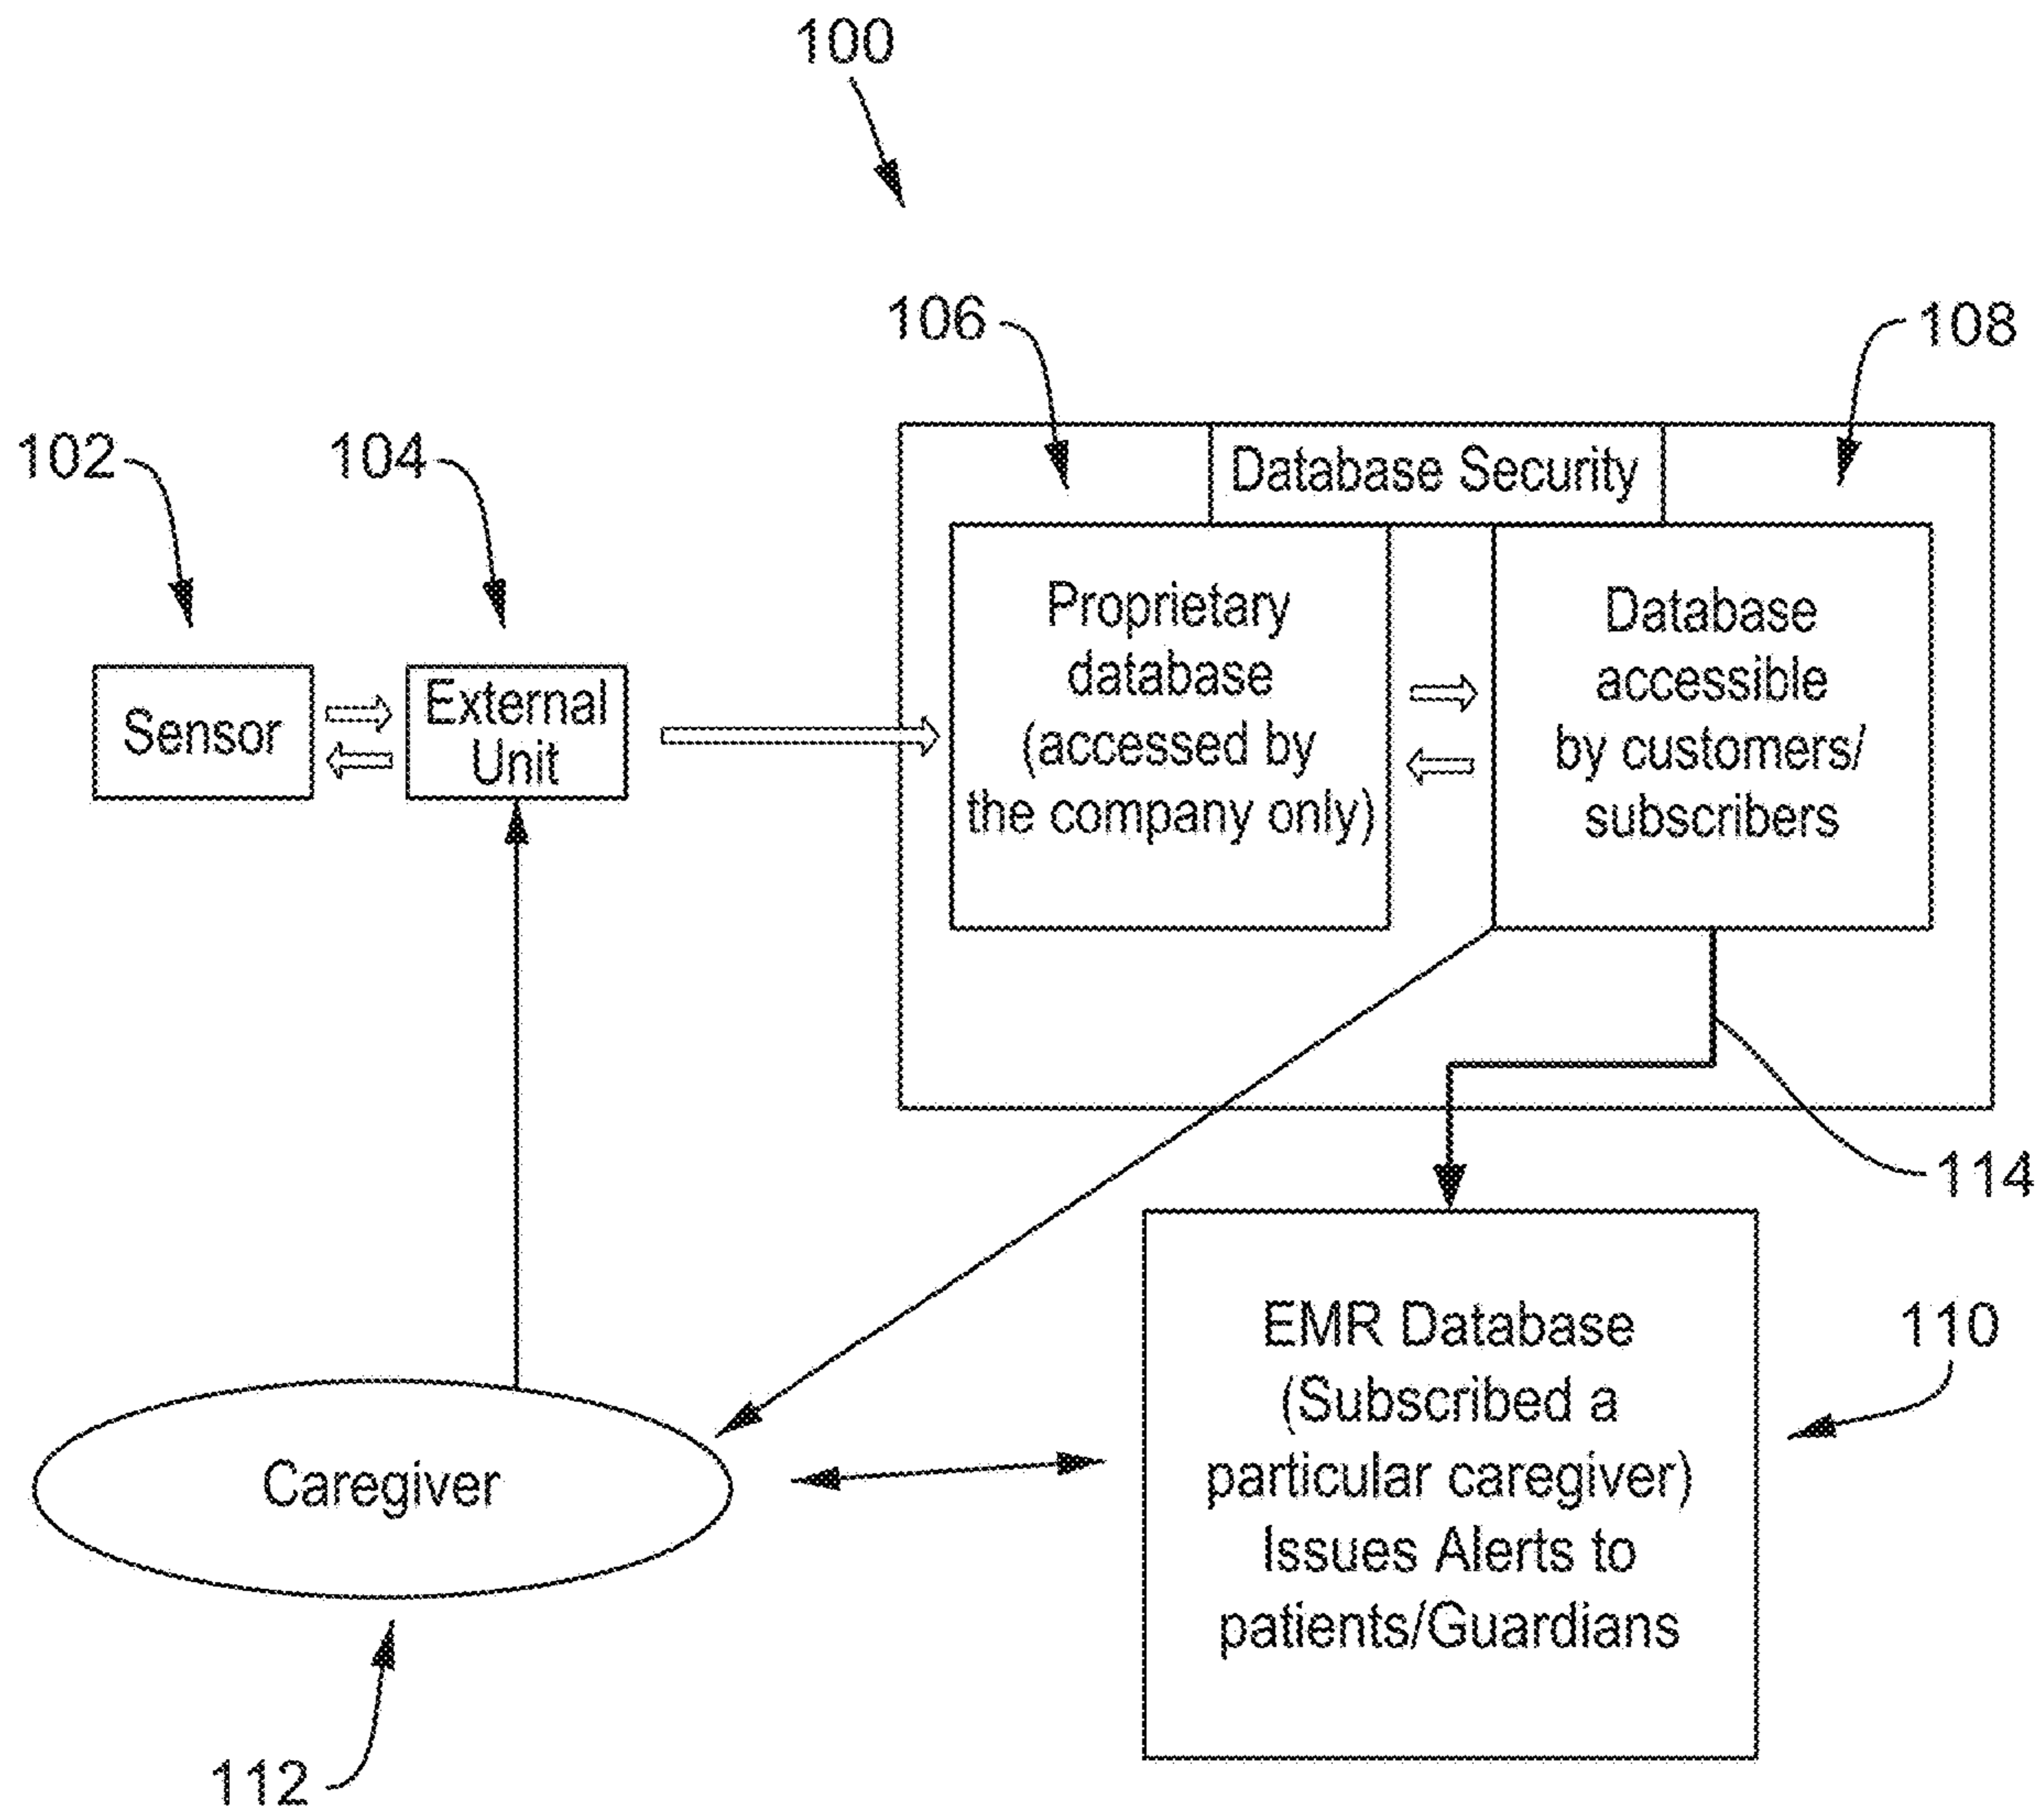 100
106
108
102
104
Database Security
Sensor
External
Unit
Proprietary
database
(accessed by
the company only)
Database
accessible
by customers/
subscribers
114
EMR Database
(Subscribed a
particular caregiver)
Issues Alerts to
patients/Guardians
110
Caregiver
112